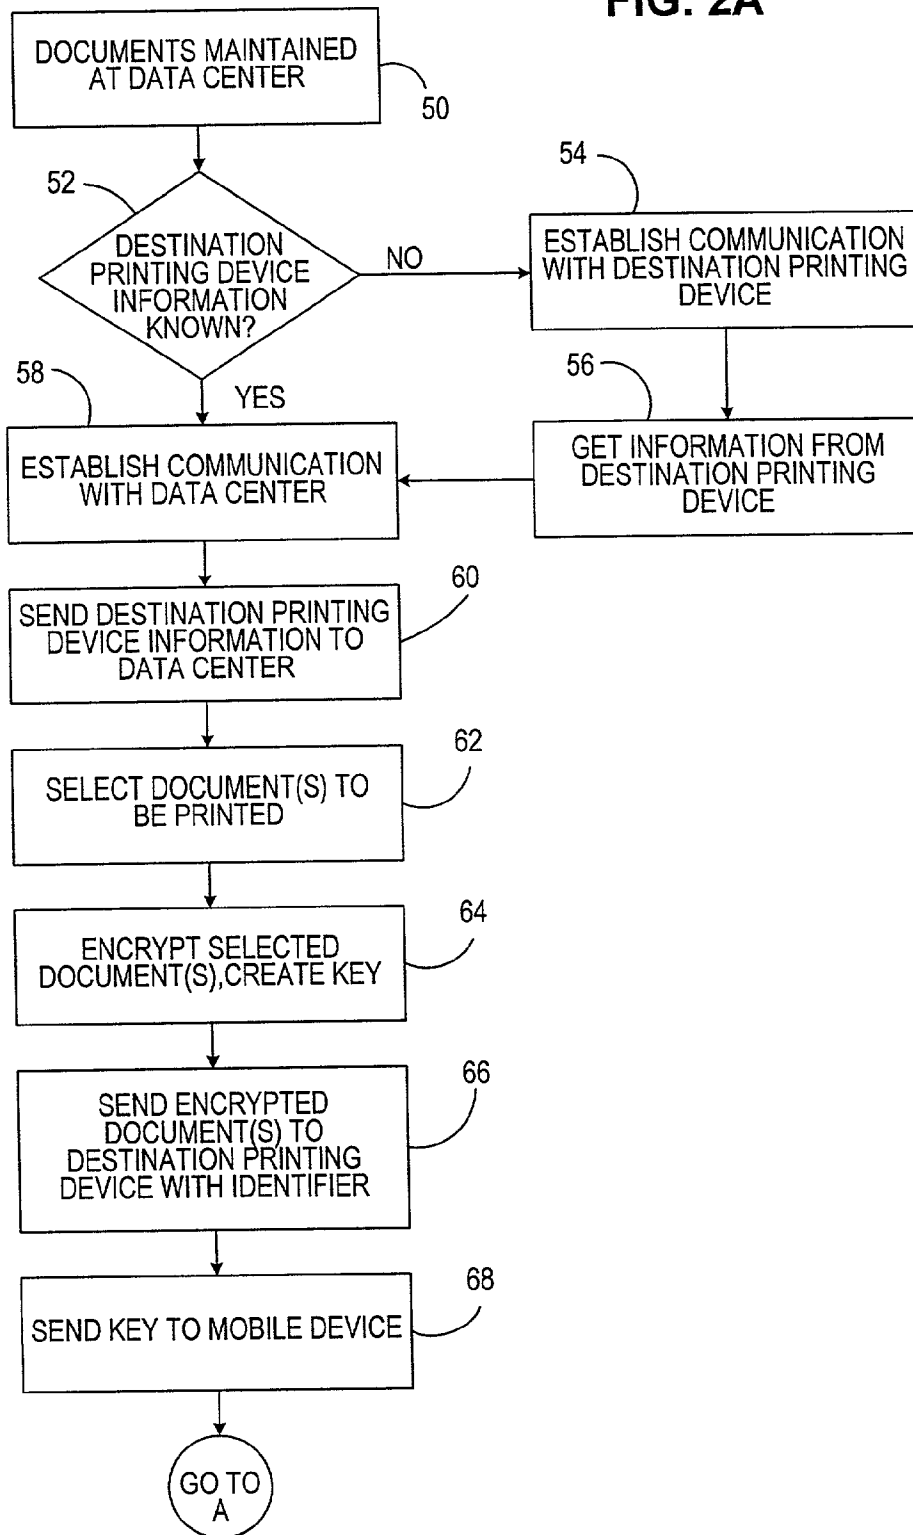 FIG. 2A
DOCUMENTS MAINTAINED
AT DATA CENTER
50
52
DESTINATION
PRINTING DEVICE
INFORMATION
KNOWN?
NO
54
ESTABLISH COMMUNICATION
WITH DESTINATION PRINTING
DEVICE
56
GET INFORMATION FROM
DESTINATION PRINTING
DEVICE
YES
58
ESTABLISH COMMUNICATION
WITH DATA CENTER
60
SEND DESTINATION PRINTING
DEVICE INFORMATION TO
DATA CENTER
62
SELECT DOCUMENT(S) TO
BE PRINTED
64
ENCRYPT SELECTED
DOCUMENT(S),CREATE KEY
66
SEND ENCRYPTED
DOCUMENT(S) TO
DESTINATION PRINTING
DEVICE WITH IDENTIFIER
68
SEND KEY TO MOBILE DEVICE
GO TO
A